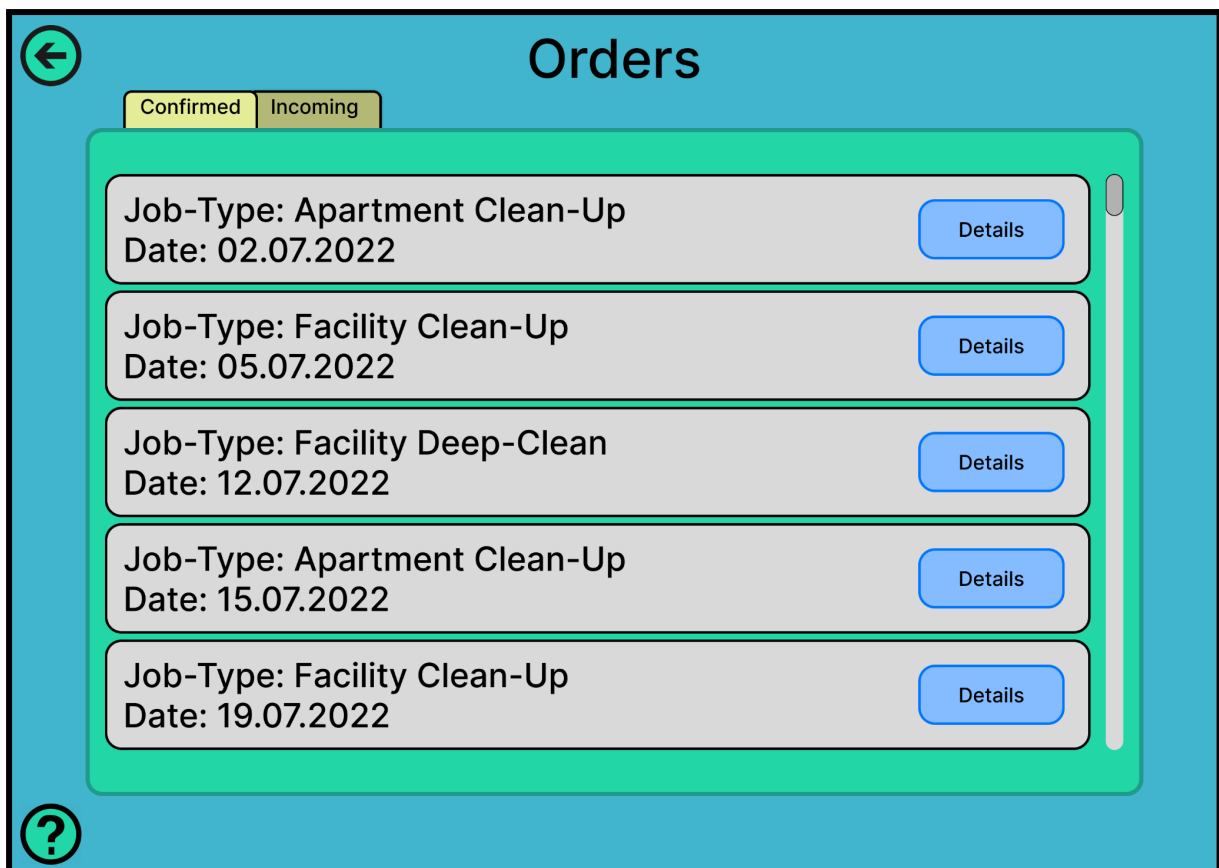 Orders
Confirmed
Incoming
Job-Type: Apartment Clean-Up
Date: 02.07.2022
Details
Job-Type: Facility Clean-Up
Date: 05.07.2022
Details
Job-Type: Facility Deep-Clean
Date: 12.07.2022
Details
Job-Type: Apartment Clean-Up
Date: 15.07.2022
Details
Job-Type: Facility Clean-Up
Date: 19.07.2022
Details
?